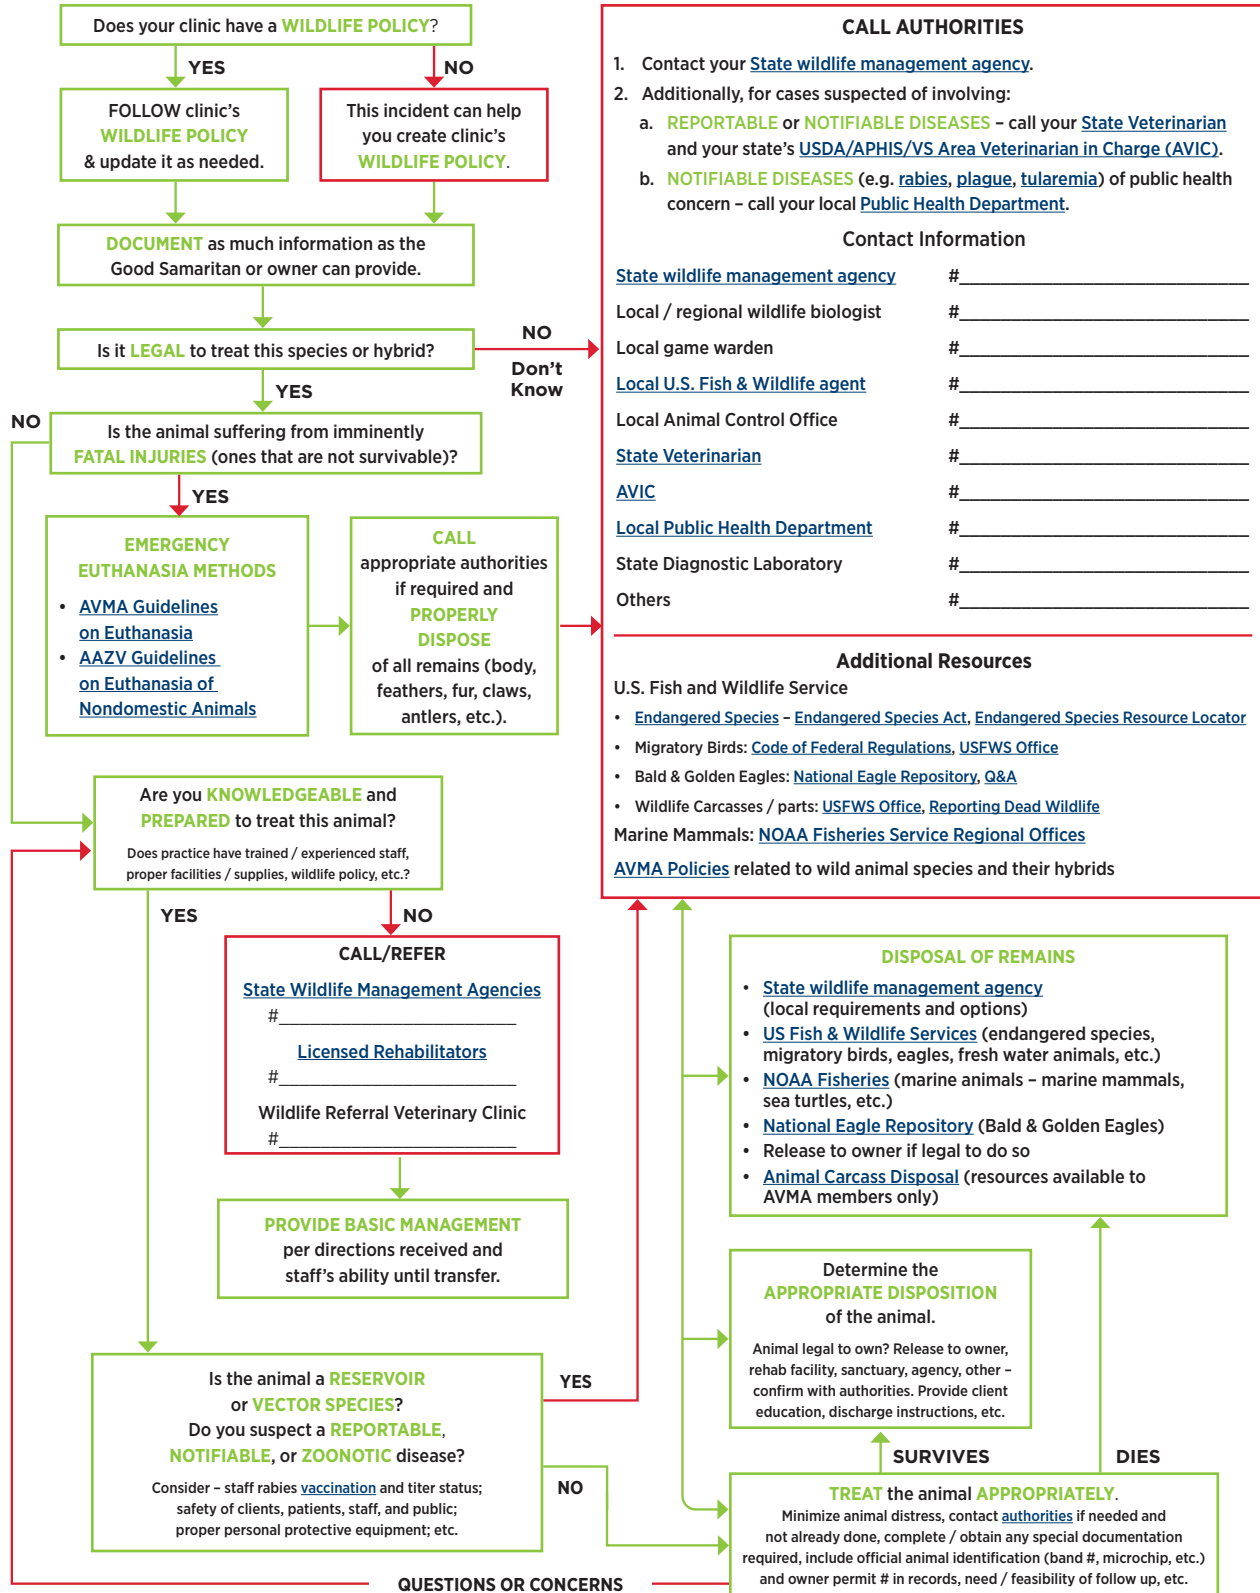 Does your clinic have a WILDLIFE POLICY?
YES
NO
FOLLOW clinic's
WILDLIFE POLICY
& update it as needed.
This incident can help
you create clinic's
WILDLIFE POLICY.
DOCUMENT as much information as the
Good Samaritan or owner can provide.
Is it LEGAL to treat this species or hybrid?
NO
Don't
Know
YES
NO
Is the animal suffering from imminently
FATAL INJURIES (ones that are not survivable)?
YES
EMERGENCY
EUTHANASIA METHODS
• AVMA Guidelines
on Euthanasia
• AAZV Guidelines
on Euthanasia of
Nondomestic Animals
CALL
appropriate authorities
if required and
PROPERLY
DISPOSE
of all remains (body,
feathers, fur, claws,
antlers, etc.).
Are you KNOWLEDGEABLE and
PREPARED to treat this animal?
Does practice have trained / experienced staff,
proper facilities / supplies, wildlife policy, etc.?
YES
NO
CALL/REFER
State Wildlife Management Agencies
#________________________
Licensed Rehabilitators
#________________________
Wildlife Referral Veterinary Clinic
#________________________
PROVIDE BASIC MANAGEMENT
per directions received and
staff's ability until transfer.
Is the animal a RESERVOIR
or VECTOR SPECIES?
Do you suspect a REPORTABLE,
NOTIFIABLE, or ZOONOTIC disease?
Consider – staff rabies vaccination and titer status;
safety of clients, patients, staff, and public;
proper personal protective equipment; etc.
YES
NO
CALL AUTHORITIES
1. Contact your State wildlife management agency.
2. Additionally, for cases suspected of involving:
a. REPORTABLE or NOTIFIABLE DISEASES – call your State Veterinarian
and your state's USDA/APHIS/VS Area Veterinarian in Charge (AVIC).
b. NOTIFIABLE DISEASES (e.g. rabies, plague, tularemia) of public health
concern – call your local Public Health Department.
Contact Information
State wildlife management agency #____________________________
Local / regional wildlife biologist #____________________________
Local game warden #____________________________
Local U.S. Fish & Wildlife agent #____________________________
Local Animal Control Office #____________________________
State Veterinarian #____________________________
AVIC #____________________________
Local Public Health Department #____________________________
State Diagnostic Laboratory #____________________________
Others #____________________________
Additional Resources
U.S. Fish and Wildlife Service
• Endangered Species – Endangered Species Act, Endangered Species Resource Locator
• Migratory Birds: Code of Federal Regulations, USFWS Office
• Bald & Golden Eagles: National Eagle Repository, Q&A
• Wildlife Carcasses / parts: USFWS Office, Reporting Dead Wildlife
Marine Mammals: NOAA Fisheries Service Regional Offices
AVMA Policies related to wild animal species and their hybrids
DISPOSAL OF REMAINS
• State wildlife management agency
(local requirements and options)
• US Fish & Wildlife Services (endangered species,
migratory birds, eagles, fresh water animals, etc.)
• NOAA Fisheries (marine animals – marine mammals,
sea turtles, etc.)
• National Eagle Repository (Bald & Golden Eagles)
• Release to owner if legal to do so
• Animal Carcass Disposal (resources available to
AVMA members only)
Determine the
APPROPRIATE DISPOSITION
of the animal.
Animal legal to own? Release to owner,
rehab facility, sanctuary, agency, other –
confirm with authorities. Provide client
education, discharge instructions, etc.
SURVIVES
DIES
TREAT the animal APPROPRIATELY.
Minimize animal distress, contact authorities if needed and
not already done, complete / obtain any special documentation
required, include official animal identification (band #, microchip, etc.)
and owner permit # in records, need / feasibility of follow up, etc.
QUESTIONS OR CONCERNS